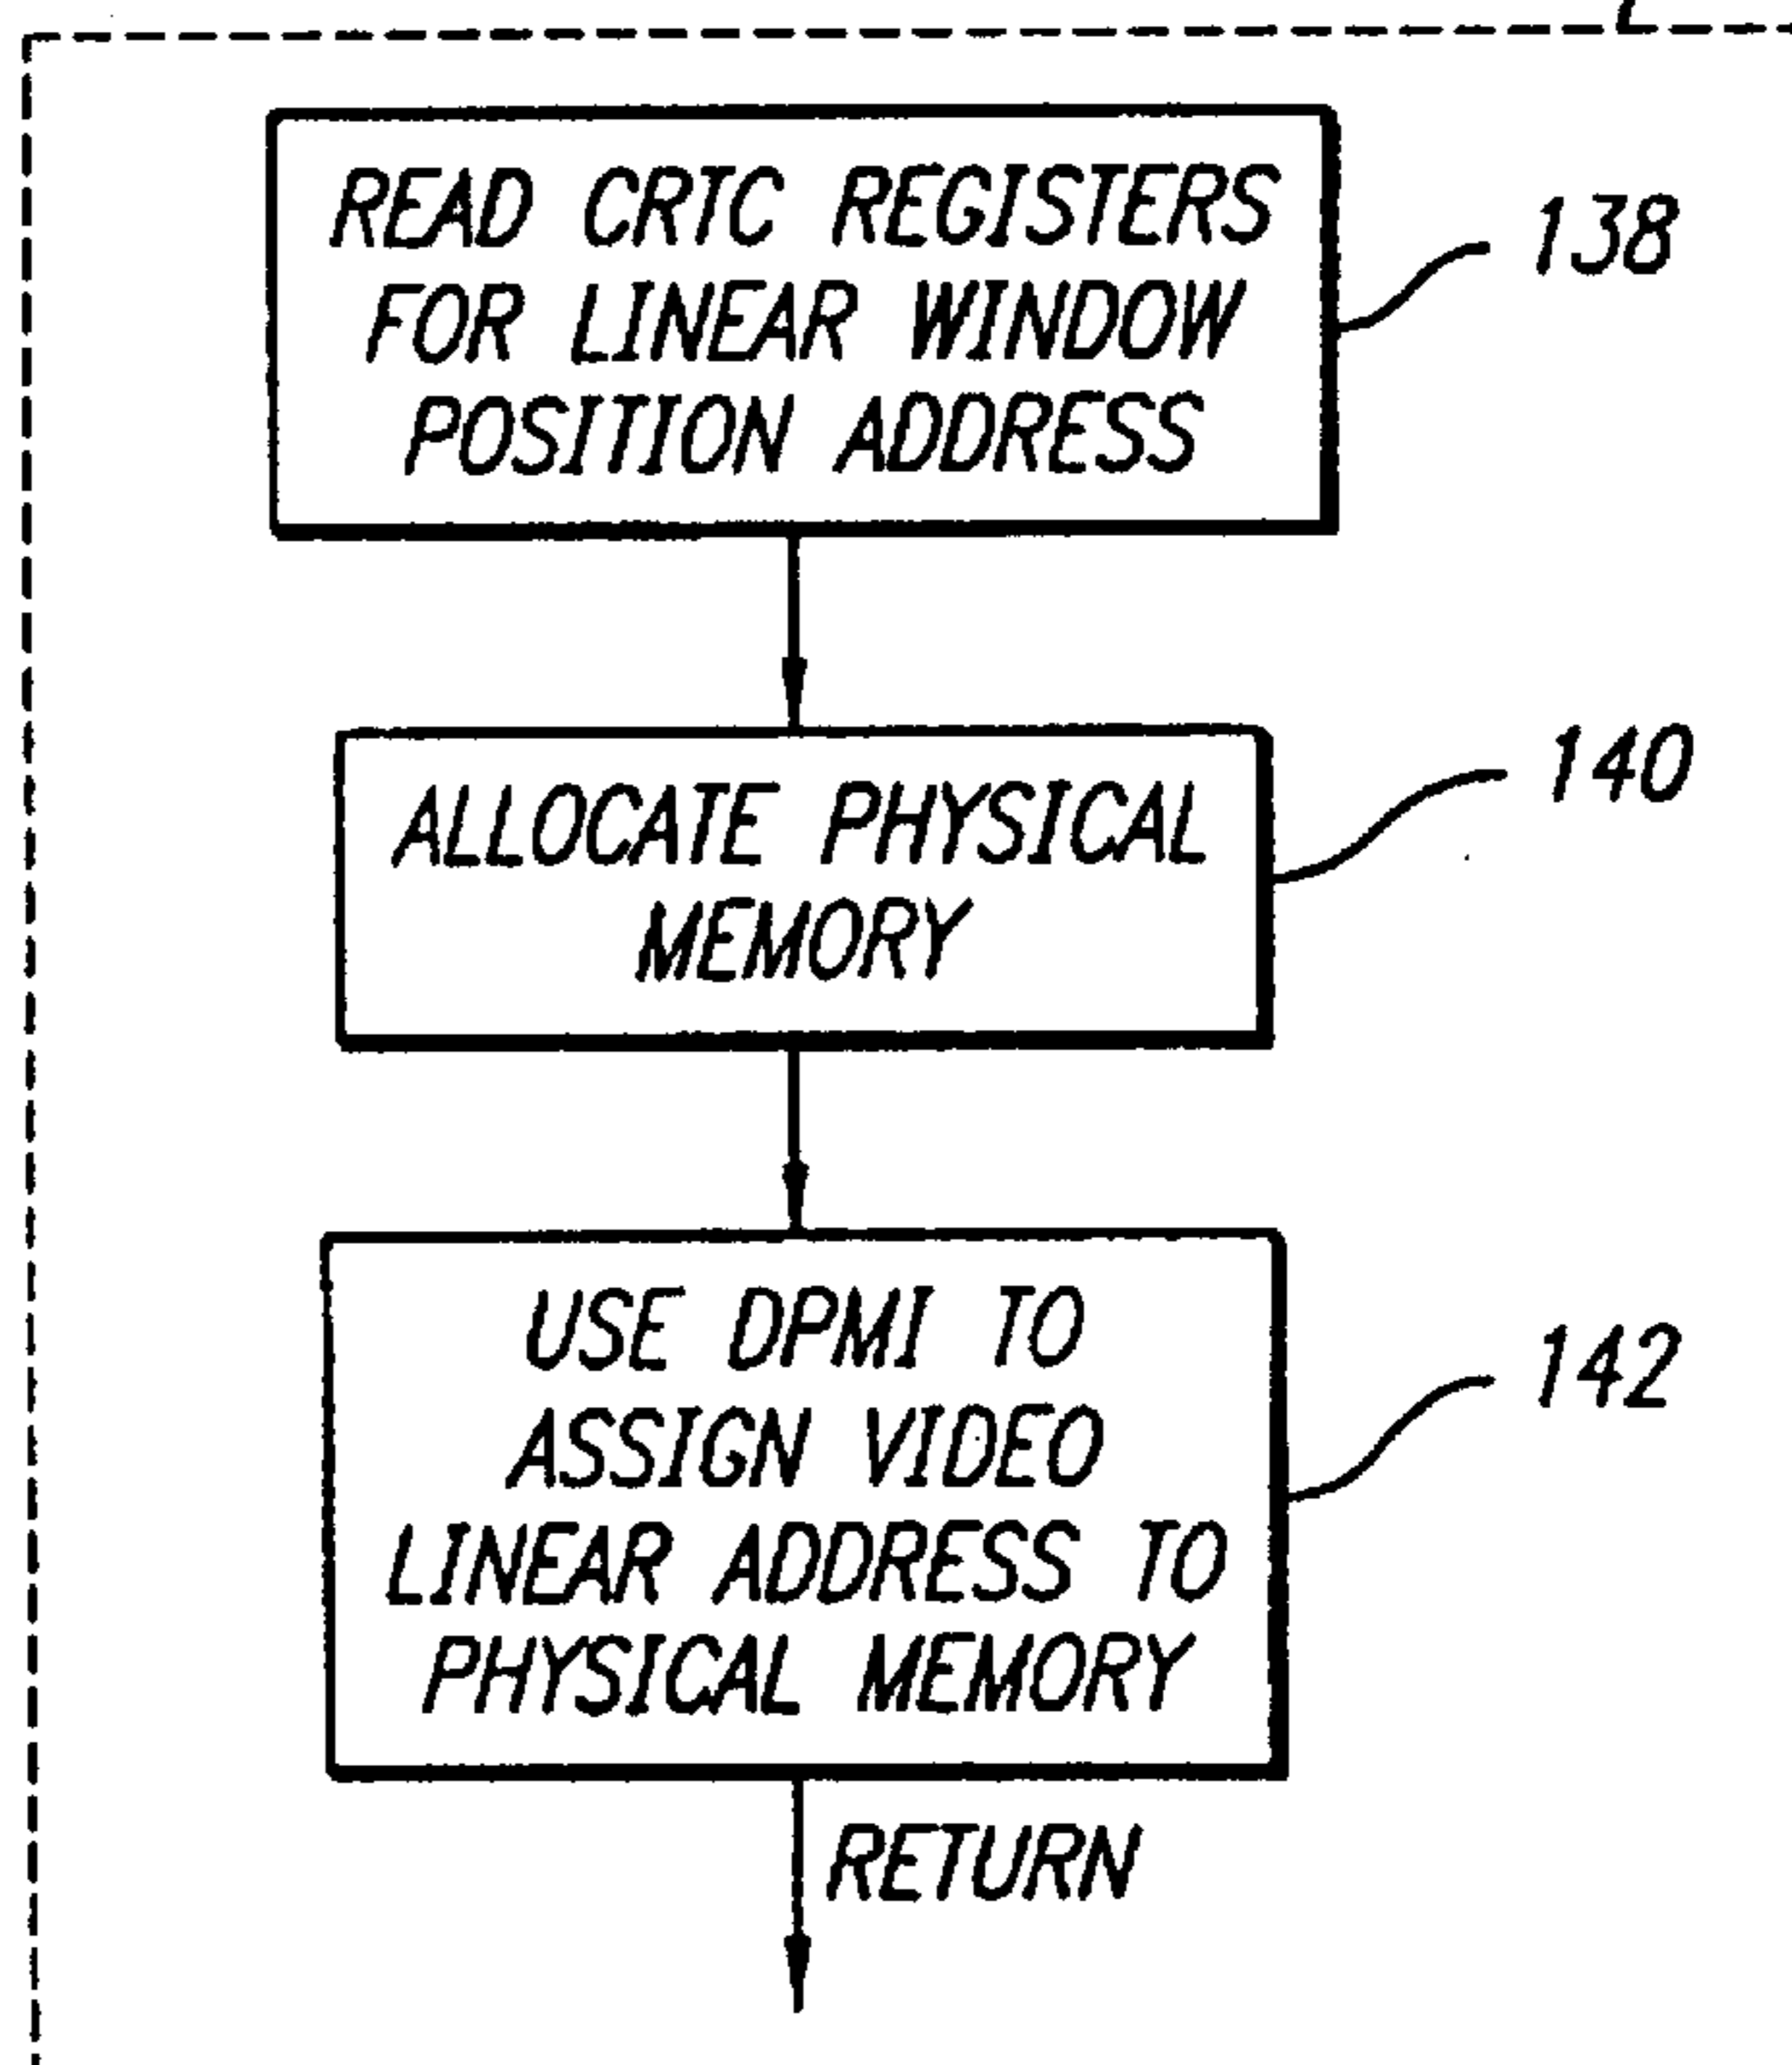 READ CRTC REGISTERS
FOR LINEAR WINDOW
POSITION ADDRESS
138
ALLOCATE PHYSICAL
MEMORY
140
USE DPMI TO
ASSIGN VIDEO
LINEAR ADDRESS TO
PHYSICAL MEMORY
142
RETURN